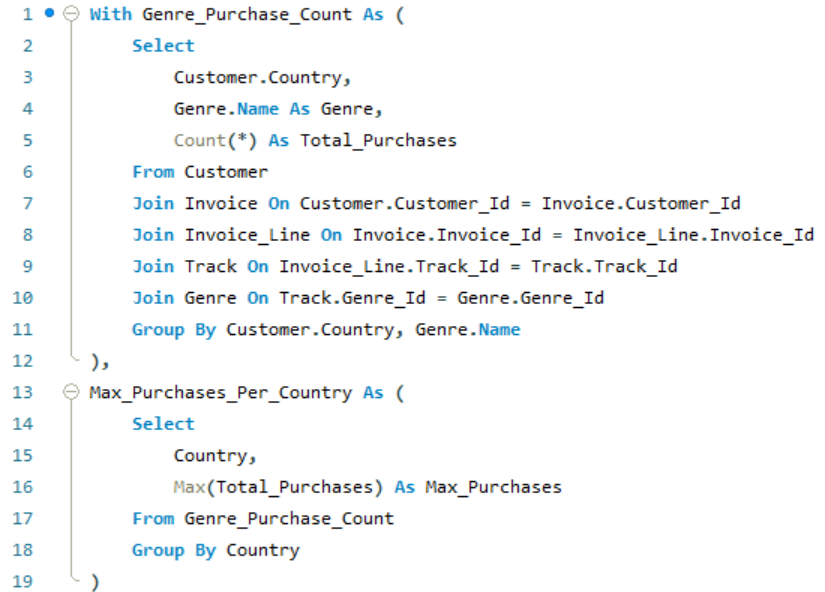 1 With Genre_Purchase_Count As (
2 Select
3 Customer.Country,
4 Genre.Name As Genre,
5 Count(*) As Total_Purchases
6 From Customer
7 Join Invoice On Customer.Customer_Id = Invoice.Customer_Id
8 Join Invoice_Line On Invoice.Invoice_Id = Invoice_Line.Invoice_Id
9 Join Track On Invoice_Line.Track_Id = Track.Track_Id
10 Join Genre On Track.Genre_Id = Genre.Genre_Id
11 Group By Customer.Country, Genre.Name
12 ),
13 Max_Purchases_Per_Country As (
14 Select
15 Country,
16 Max(Total_Purchases) As Max_Purchases
17 From Genre_Purchase_Count
18 Group By Country
19 )